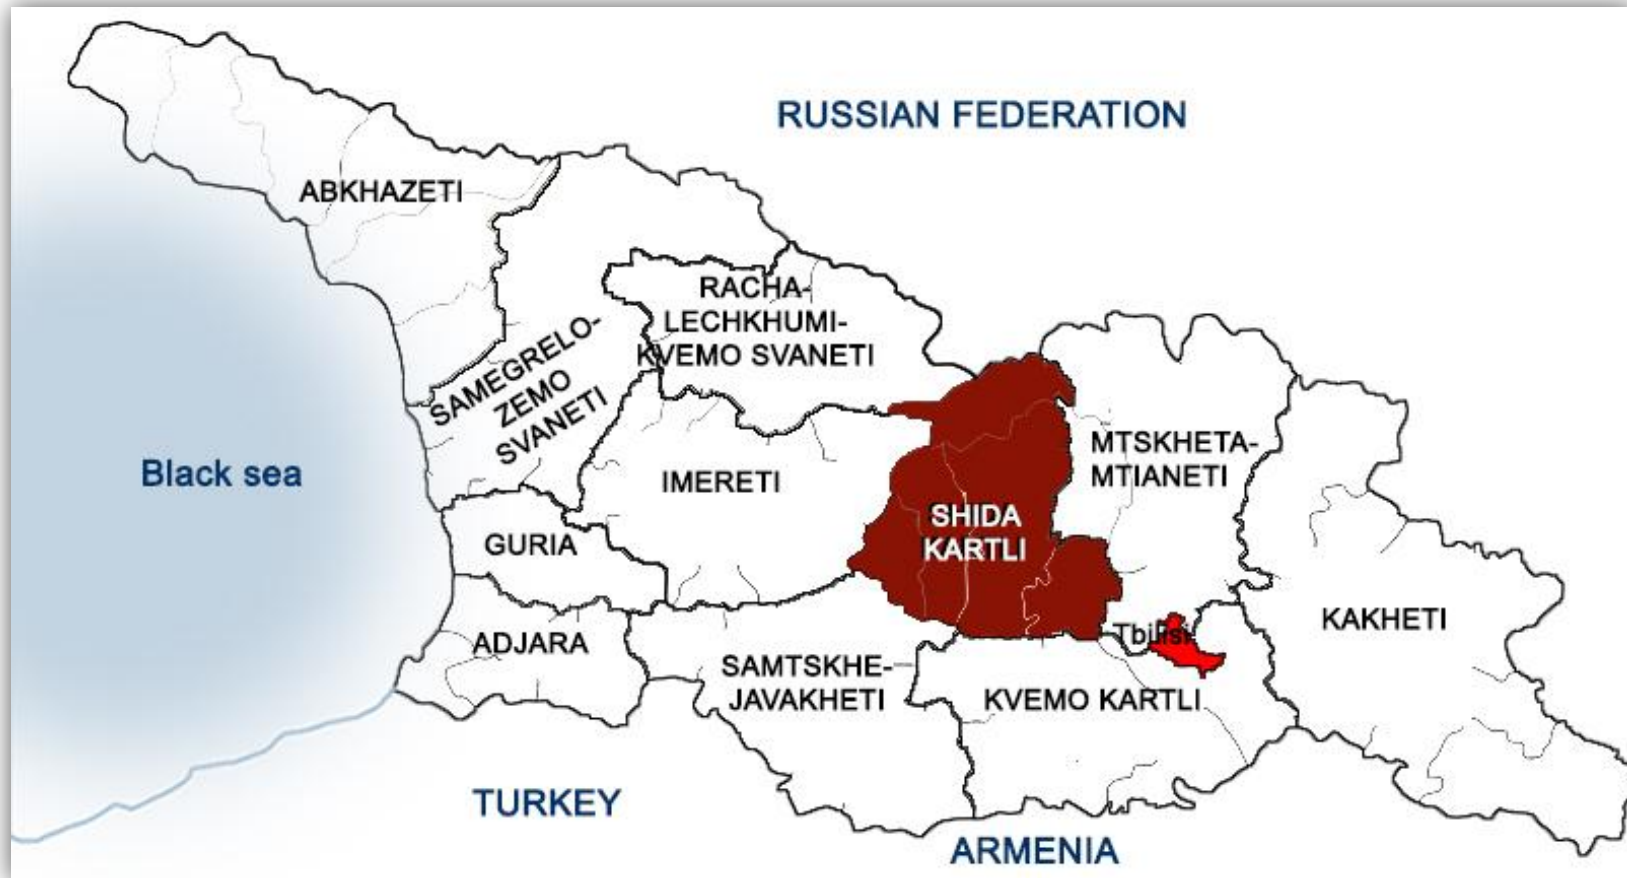 RUSSIAN FEDERATION
ABKHAZETI
RACHA-
LECHKHUMI-
KVEMO SVANETI
SAMEGRELO-
ZEMO
SVANETI
MTSKHETA-
MTIANETI
Black sea
IMERETI
SHIDA
KARTLI
GURIA
KAKHETI
ADJARA
Tbilisi
SAMTSKHE-
JAVAKHETI
KVEMO KARTLI
TURKEY
ARMENIA